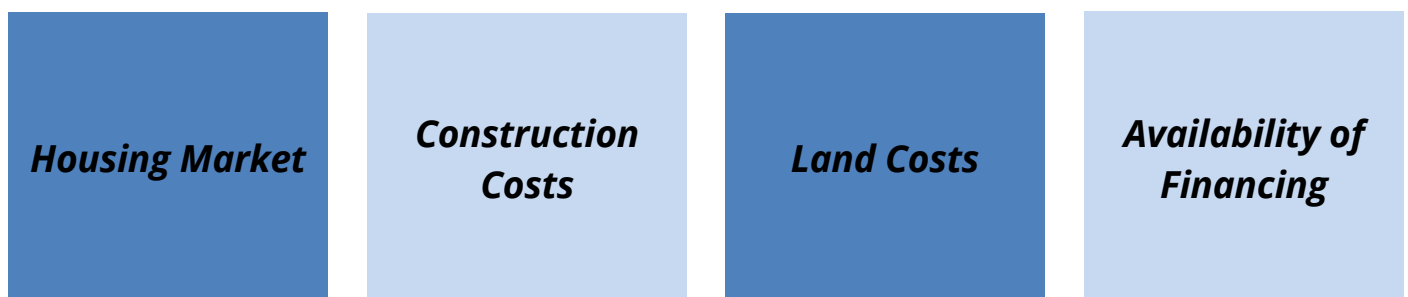 Housing Market
Construction
Costs
Land Costs
Availability of
Financing